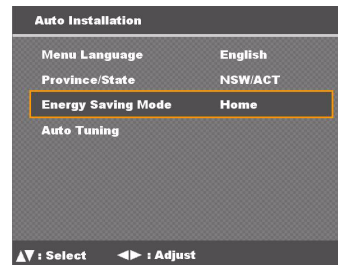 Auto Installation
Menu Language English
Province/State NSW/ACT
Energy Saving Mode Home
Auto Tuning
▲▼ : Select ◀▶ : Adjust